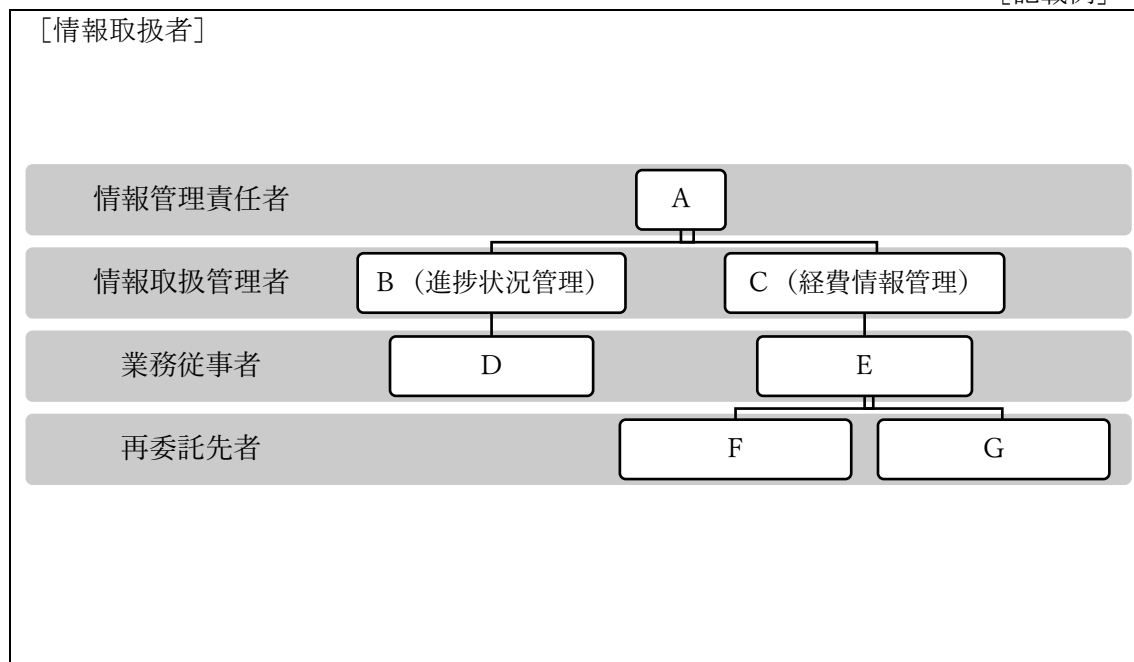 ［情報取扱者］
情報管理責任者
A
情報取扱管理者
B （進捗状況管理）
C （経費情報管理）
業務従事者
D
E
再委託先者
F
G